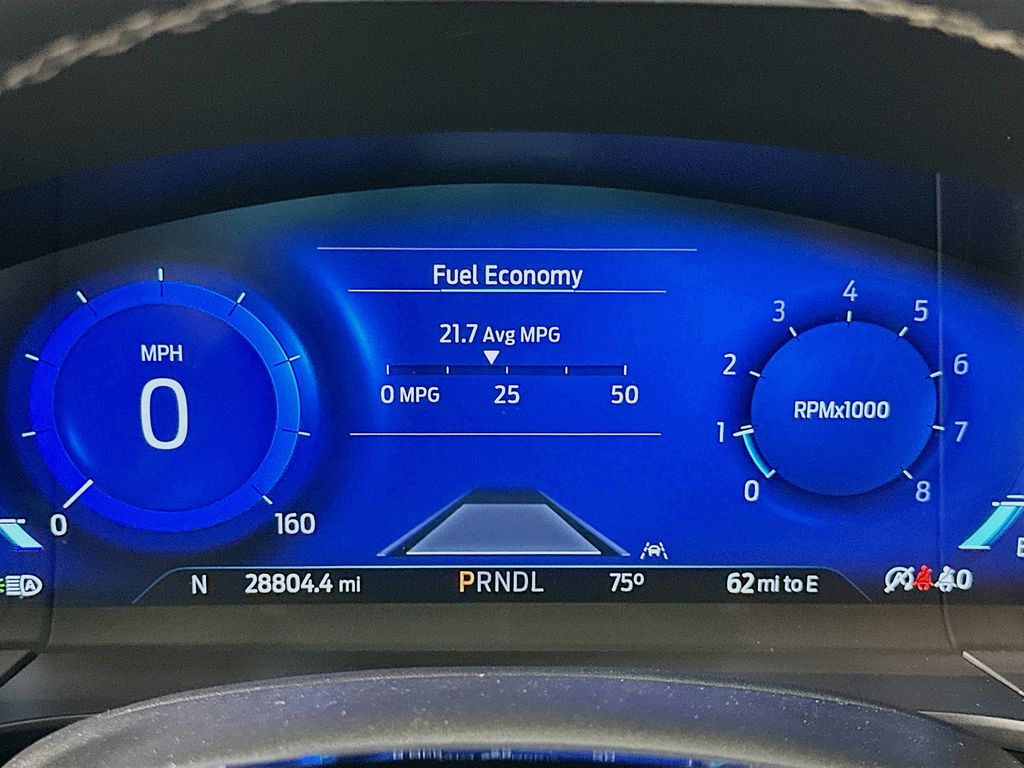 Fuel Economy
21.7 Avg MPG
0 MPG 25 50
MPH
0
0 160
RPMx1000
0 1 2 3 4 5 6 7 8
N 28804.4 mi PRNDL 75° 62 mi to E
A
0
E